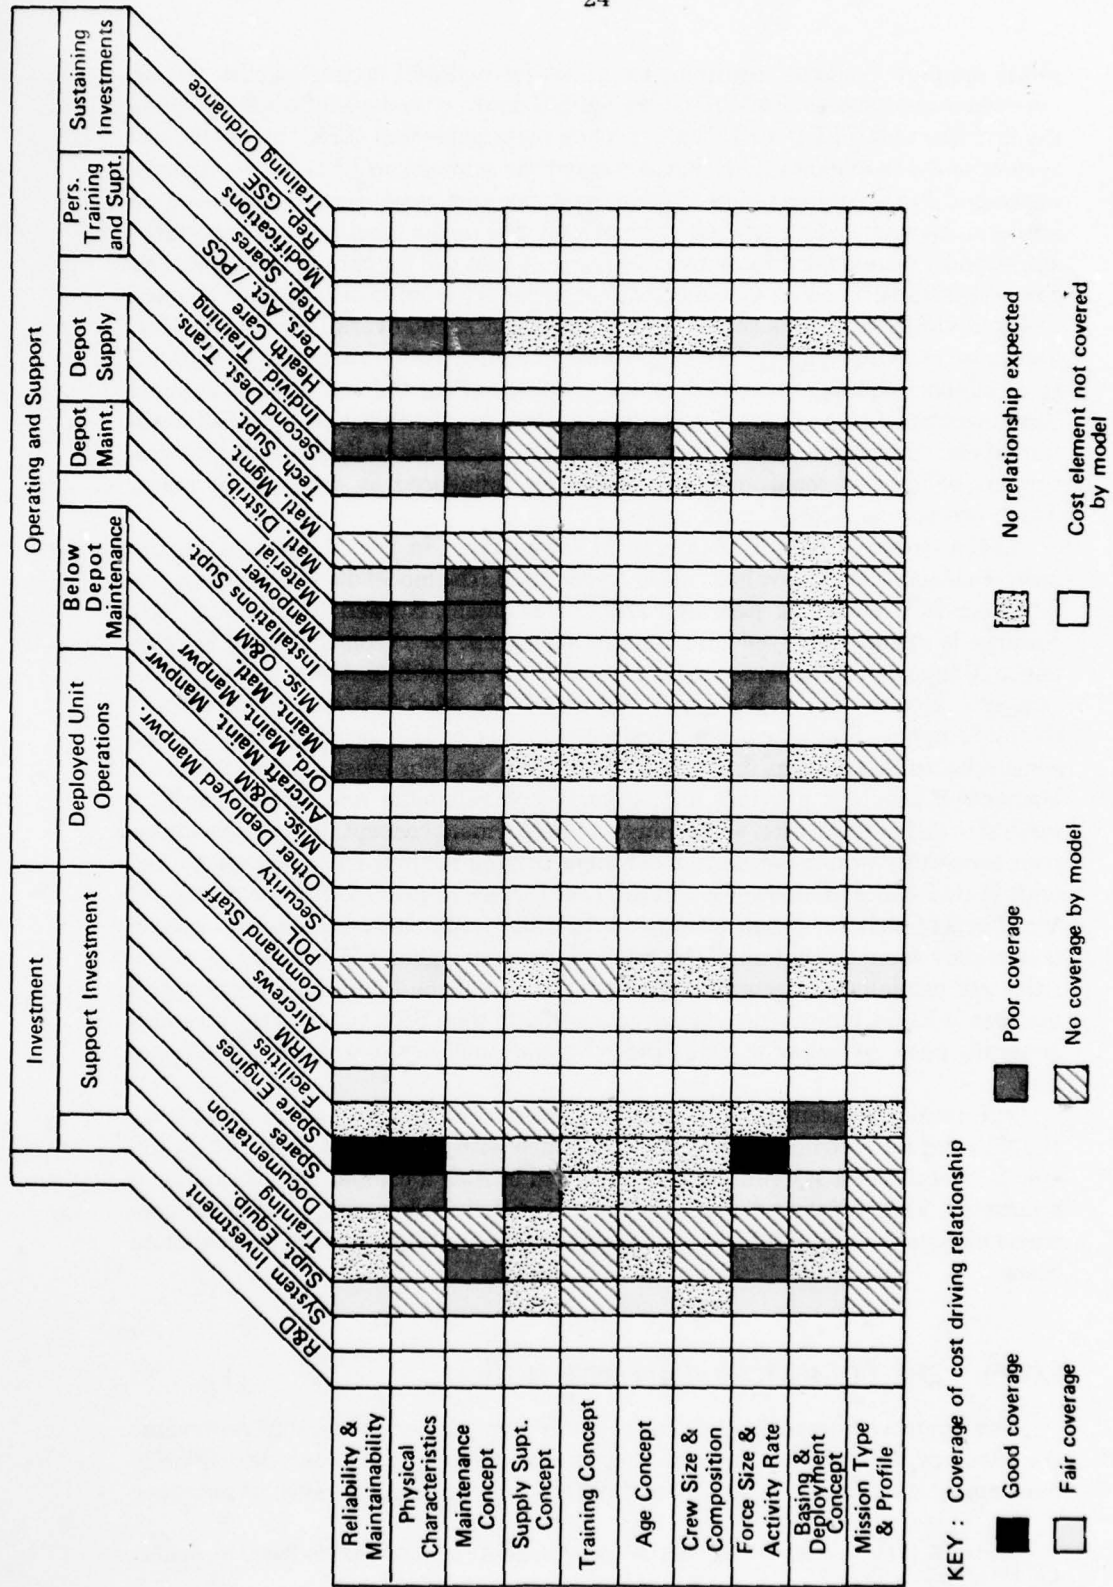 24
Investment
Operating and Support
Support Investment
Deployed Unit
Operations
Below
Depot
Maintenance
Depot
Maint.
Depot
Supply
Pers.
Training
and Supt.
Sustaining
Investments
R&D
System Investment
Supt. Equip.
Training
Documentation
Spares
Spare Engines
Facilities
WRM
Aircrews
Command Staff
POL
Security
Other Deployed Manpwr.
Misc. O&M
Aircraft Maint. Manpwr.
Ord. Maint. Manpwr
Maint. Matl.
Misc. O&M
Installations Supt.
Manpower
Material
Matl. Distrib.
Matl. Mgmt.
Tech. Supt.
Second Dest. Trans.
Individ. Training
Health Care
Pers. Act. / PCS
Rep. Spares
Modifications
Rep. GSE
Training Ordnance
Reliability &
Maintainability
Physical
Characteristics
Maintenance
Concept
Supply Supt.
Concept
Training Concept
Age Concept
Crew Size &
Composition
Force Size &
Activity Rate
Basing &
Deployment
Concept
Mission Type
& Profile
KEY : Coverage of cost driving relationship
Good coverage
Fair coverage
Poor coverage
No coverage by model
No relationship expected
Cost element not covered
by model